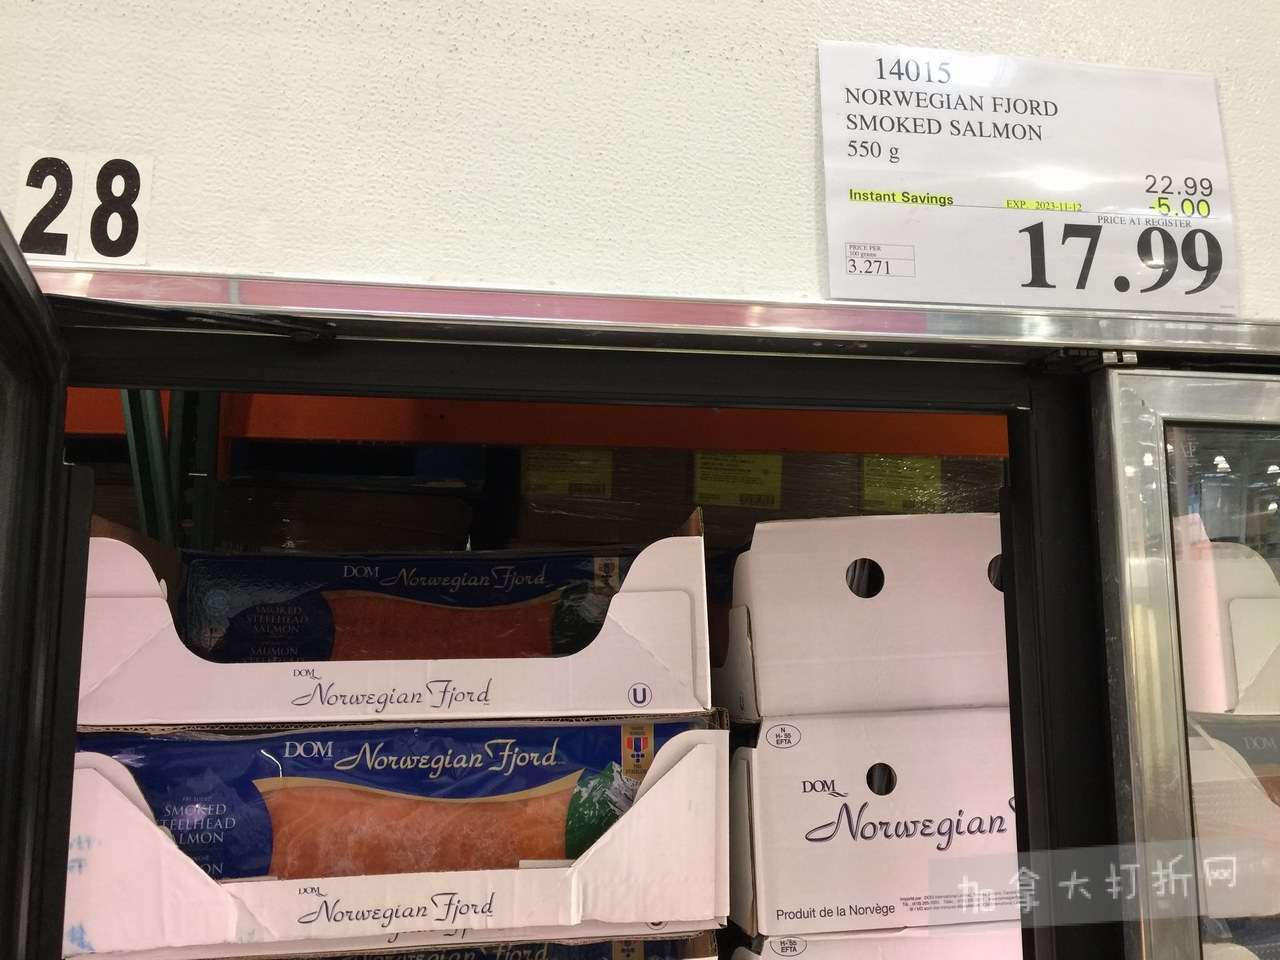 14015
NORWEGIAN FJORD
SMOKED SALMON
550 g
22.99
Instant Savings EXP. 2023-11-12 -5.00
PRICE AT REGISTER
17.99
PRICE PER
100 grams
3.271
28
DOM Norwegian Fjord
SMOKED
STEELHEAD
SALMON
SAUMON
DOM
Norwegian Fjord
U
DOM Norwegian Fjord
SMOKED
STEELHEAD
SALMON
DOM
Norwegian Fjord
N
H-55
EFTA
DOM
Norwegian
Produit de la Norvège
H-55
EFTA
Norwegian Fjord
加拿大打折网